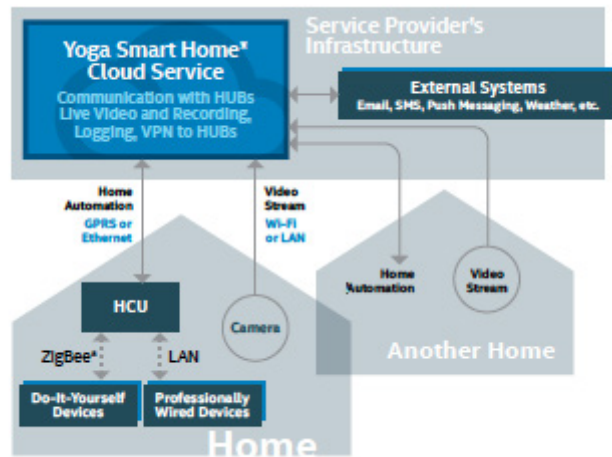 Service Provider's
Infrastructure
Yoga Smart Home*
Cloud Service
Communication with HUBs
Live Video and Recording,
Logging, VPN to HUBs
External Systems
Email, SMS, Push Messaging, Weather, etc.
Home
Automation
GPRS or
Ethernet
Video
Stream
Wi-Fi
or LAN
HCU
Camera
ZigBee*
LAN
Do-It-Yourself
Devices
Professionally
Wired Devices
Home
Home
Automation
Video
Stream
Another Home